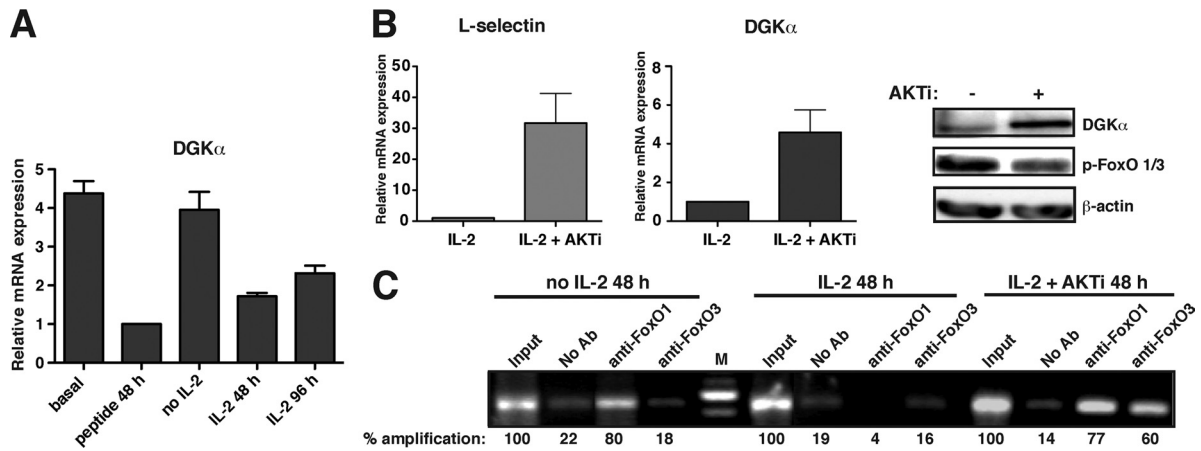 A
DGKα
Relative mRNA expression
5
4
3
2
1
0
basal
peptide 48 h
no IL-2
IL-2 48 h
IL-2 96 h
B
L-selectin
Relative mRNA expression
50
40
30
20
10
0
IL-2
IL-2 + AKTi
DGKα
Relative mRNA expression
8
6
4
2
0
IL-2
IL-2 + AKTi
AKTi: - +
DGKα
p-FoxO 1/3
β-actin
C
no IL-2 48 h
IL-2 48 h
IL-2 + AKTi 48 h
Input No Ab anti-FoxO1 anti-FoxO3 M Input No Ab anti-FoxO1 anti-FoxO3 Input No Ab anti-FoxO1 anti-FoxO3
% amplification: 100 22 80 18 100 19 4 16 100 14 77 60